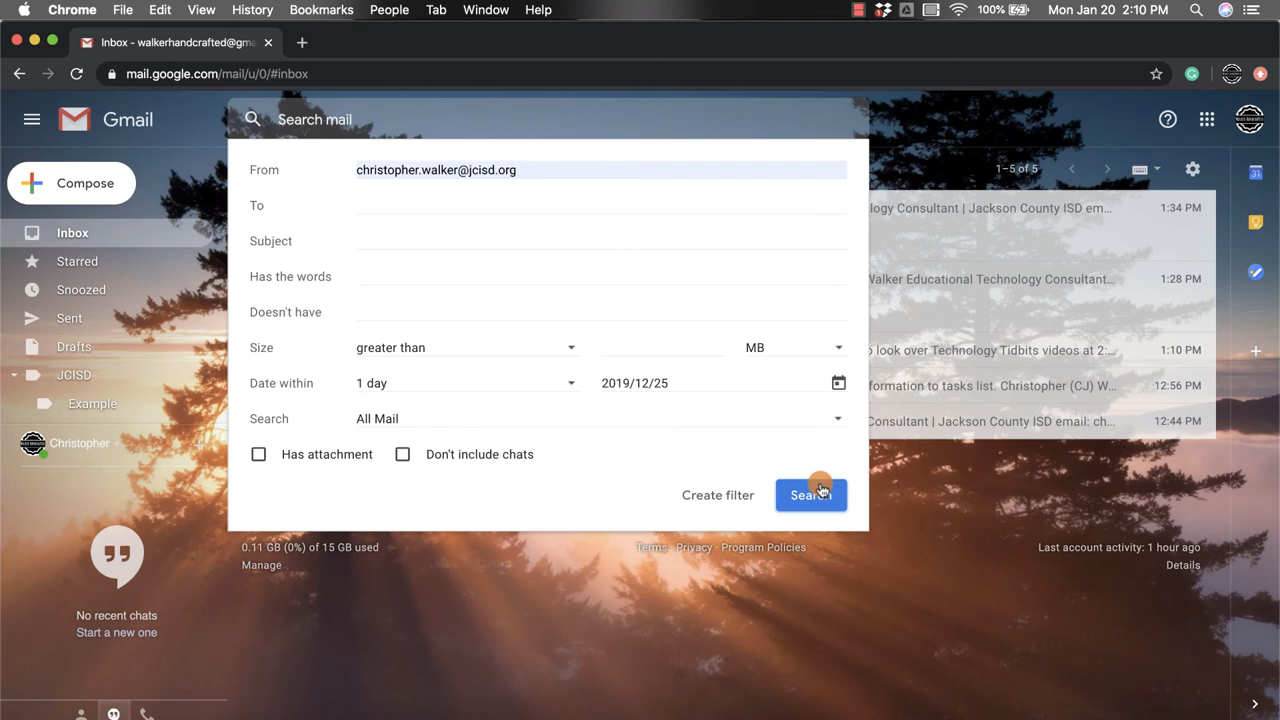 Chrome File Edit View History Bookmarks People Tab Window Help 100% Mon Jan 20 2:10 PM
Inbox - walkerhandcrafted@gma
mail.google.com/mail/u/0/#inbox
Gmail
Search mail
Compose
From christopher.walker@jcisd.org
1–5 of 5
To
logy Consultant | Jackson County ISD em... 1:34 PM
Inbox
Subject
Starred
Has the words
Walker Educational Technology Consultant... 1:28 PM
Snoozed
Doesn't have
Sent
Size greater than MB
o look over Technology Tidbits videos at 2:... 1:10 PM
Drafts
JCISD
Date within 1 day 2019/12/25
formation to tasks list. Christopher (CJ) W... 12:56 PM
Example
Search All Mail
Consultant | Jackson County ISD email: ch... 12:44 PM
Christopher
Has attachment Don't include chats
Create filter Search
0.11 GB (0%) of 15 GB used
Manage
Terms · Privacy · Program Policies
Last account activity: 1 hour ago
Details
No recent chats
Start a new one
31